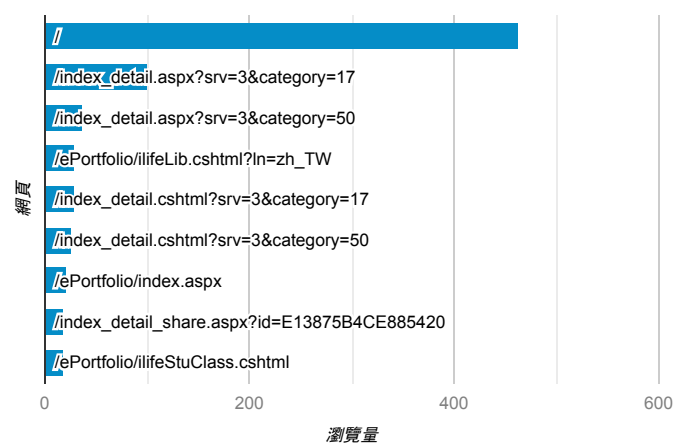 /
/index_detail.aspx?srv=3&category=17
/index_detail.aspx?srv=3&category=50
/ePortfolio/ilifeLib.cshtml?ln=zh_TW
/index_detail.cshtml?srv=3&category=17
/index_detail.cshtml?srv=3&category=50
/ePortfolio/index.aspx
/index_detail_share.aspx?id=E13875B4CE885420
/ePortfolio/ilifeStuClass.cshtml
網頁
0 200 400 600
瀏覽量